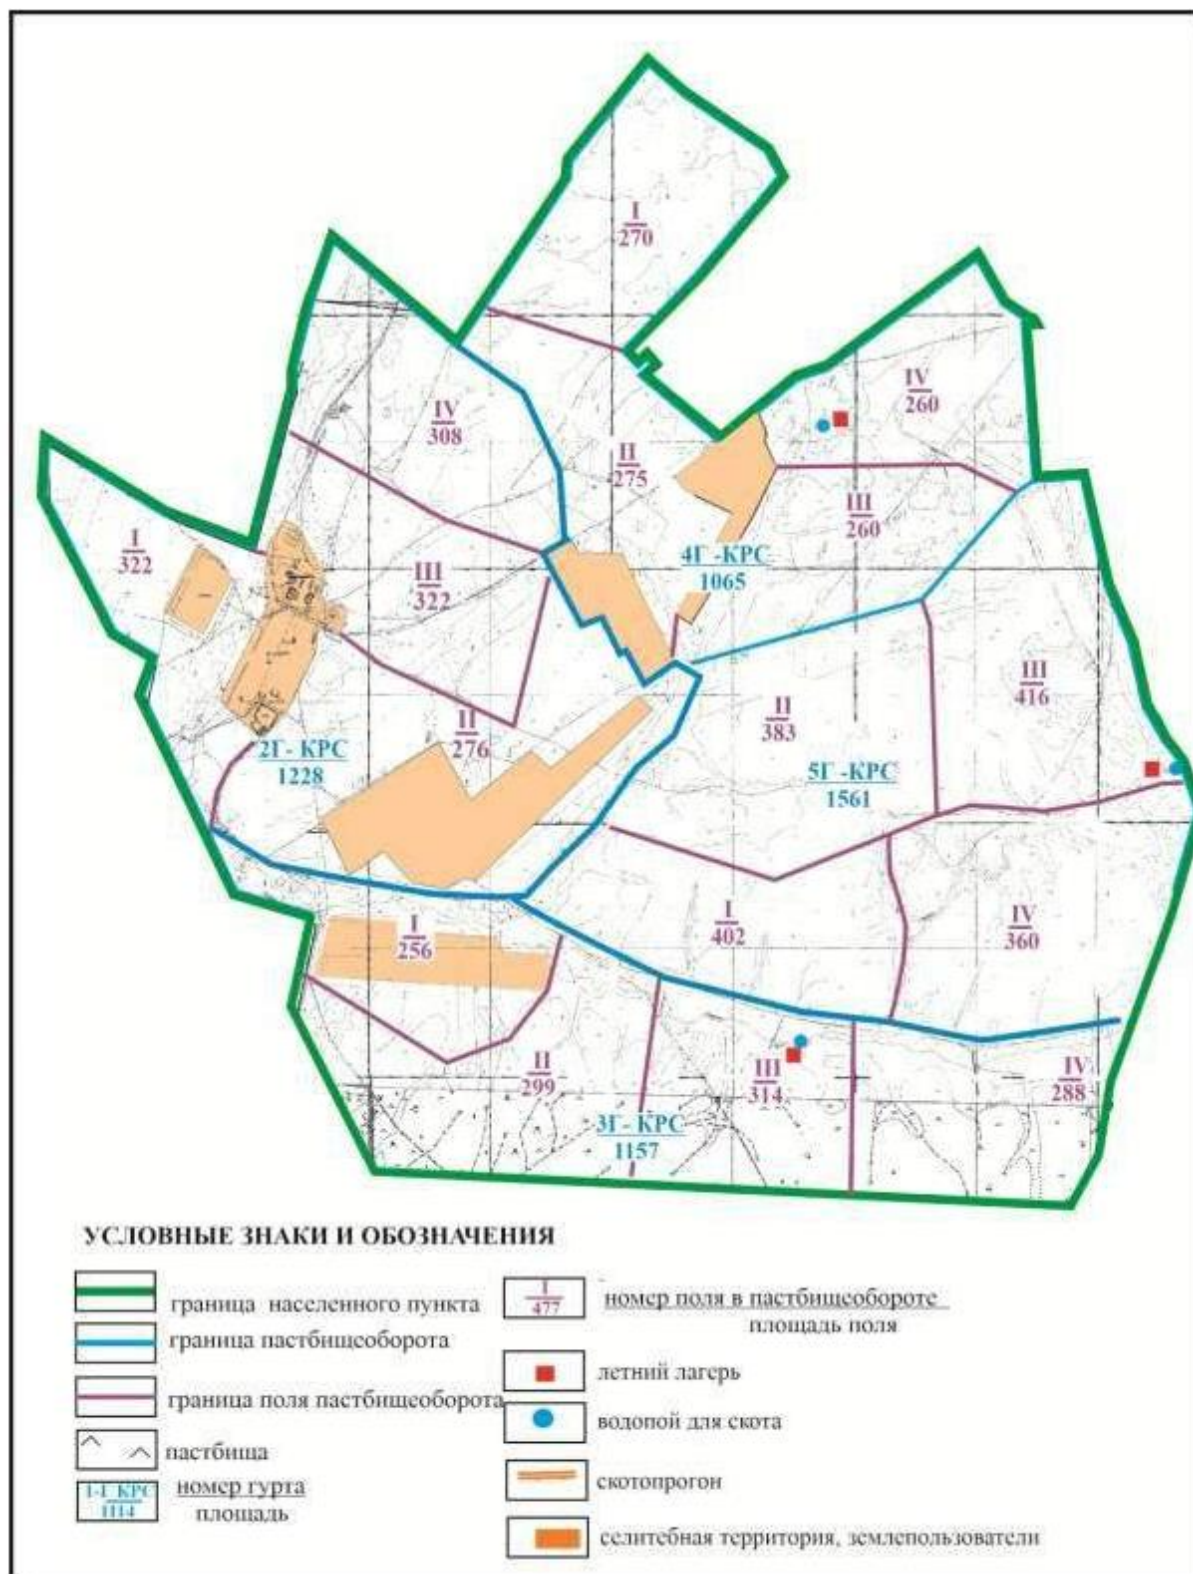 I
270
IV
260
IV
308
II
275
III
260
I
322
III
322
4Г -КРС
1065
III
416
II
276
II
383
2Г- КРС
1228
5Г -КРС
1561
I
256
I
402
IV
360
II
299
III
314
IV
288
3Г- КРС
1157
УСЛОВНЫЕ ЗНАКИ И ОБОЗНАЧЕНИЯ
граница населенного пункта
граница пастбищеоборота
граница поля пастбищеоборота
пастбища
1-Г КРС
1114
номер гурта
площадь
I
477
номер поля в пастбищеобороте
площадь поля
летний лагерь
водопой для скота
скотопрогон
селитебная территория, землепользователи